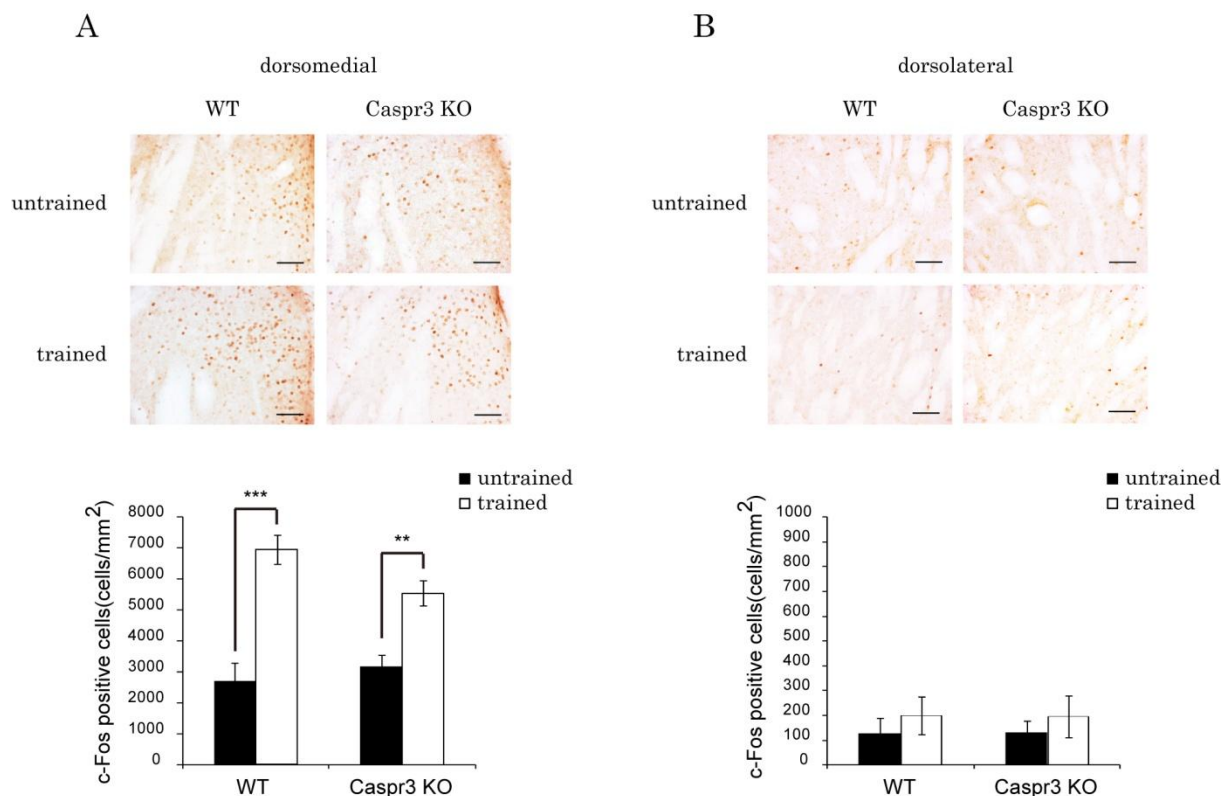 A
dorsomedial
WT Caspr3 KO
untrained
trained
untrained
trained
c-Fos positive cells(cells/mm²)
8000
7000
6000
5000
4000
3000
2000
1000
0
***
**
WT Caspr3 KO
B
dorsolateral
WT Caspr3 KO
untrained
trained
untrained
trained
c-Fos positive cells(cells/mm²)
1000
900
800
700
600
500
400
300
200
100
0
WT Caspr3 KO